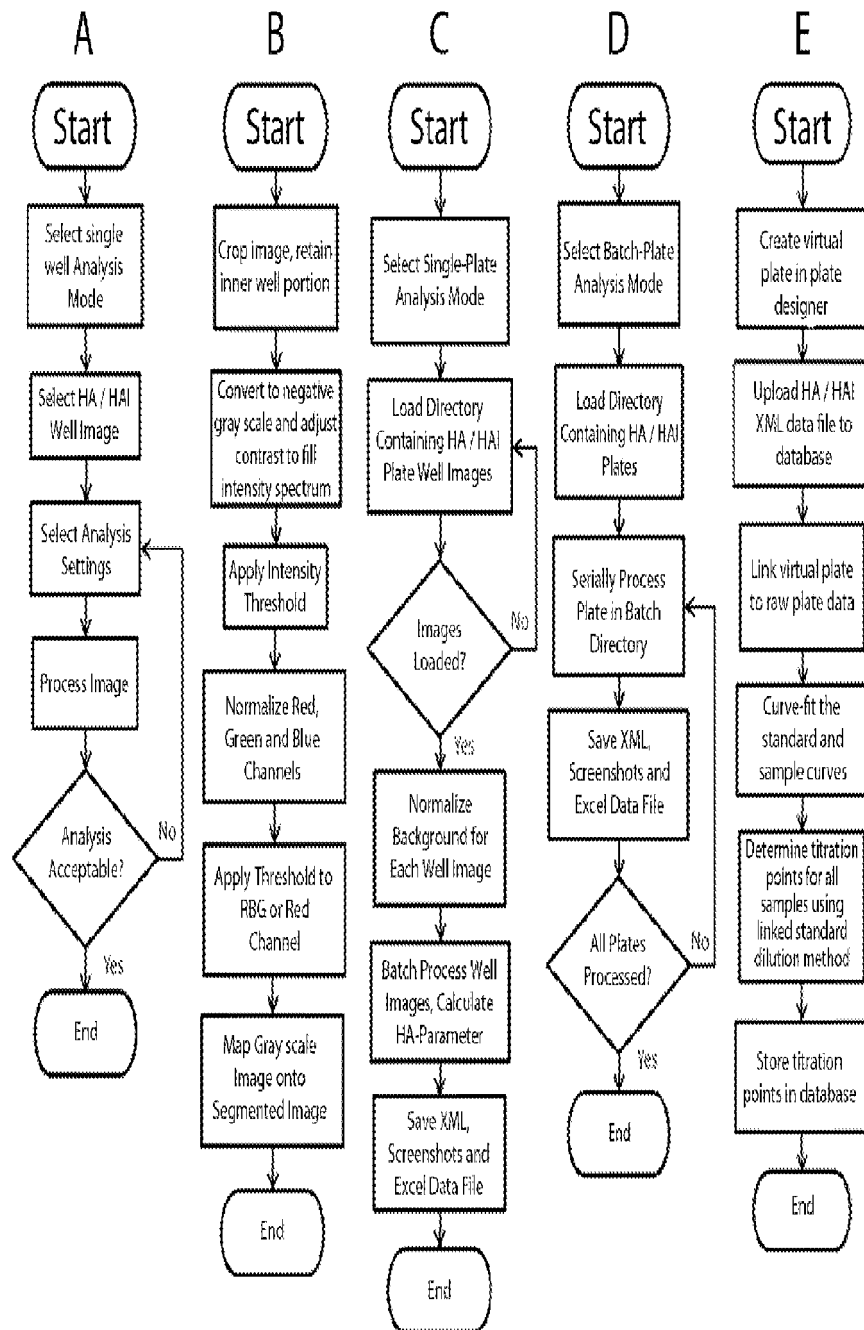 A
Start
Select single
well Analysis
Mode
Select HA / HAI
Well Image
Select Analysis
Settings
Process Image
Analysis
Acceptable?
No
Yes
End
B
Start
Crop image, retain
inner well portion
Convert to negative
gray scale and adjust
contrast to fill
intensity spectrum
Apply Intensity
Threshold
Normalize Red,
Green and Blue
Channels
Apply Threshold to
RBG or Red
Channel
Map Gray scale
Image onto
Segmented Image
End
C
Start
Select Single-Plate
Analysis Mode
Load Directory
Containing HA / HAI
Plate Well Images
Images
Loaded?
No
Yes
Normalize
Background for
Each Well Image
Batch Process Well
Images, Calculate
HA-Parameter
Save XML,
Screenshots and
Excel Data File
End
D
Start
Select Batch-Plate
Analysis Mode
Load Directory
Containing HA / HAI
Plates
Serially Process
Plate in Batch
Directory
Save XML,
Screenshots and
Excel Data File
All Plates
Processed?
No
Yes
End
E
Start
Create virtual
plate in plate
designer
Upload HA / HAI
XML data file to
database
Link virtual plate
to raw plate data
Curve-fit the
standard and
sample curves
Determine titration
points for all
samples using
linked standard
dilution method
Store titration
points in database
End